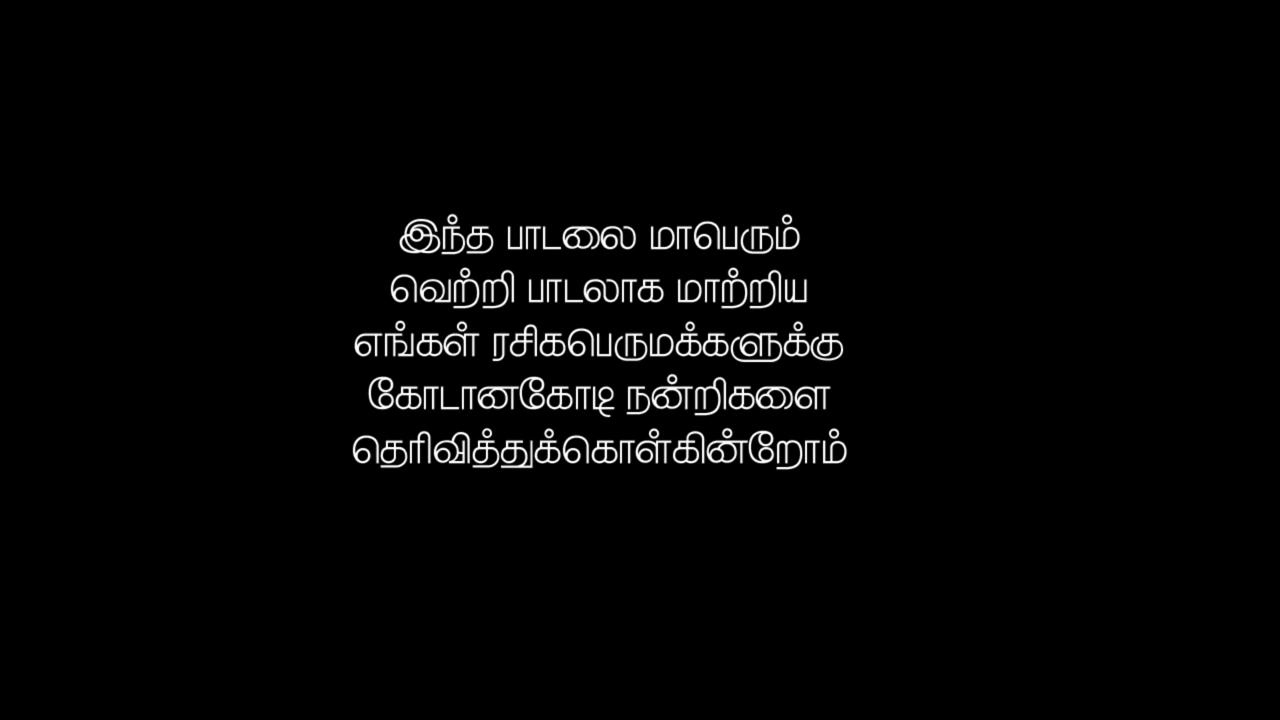 இந்த பாடலை மாபெரும்
வெற்றி பாடலாக மாற்றிய
எங்கள் ரசிகபெருமக்களுக்கு
கோடானகோடி நன்றிகளை
தெரிவித்துக்கொள்கின்றோம்